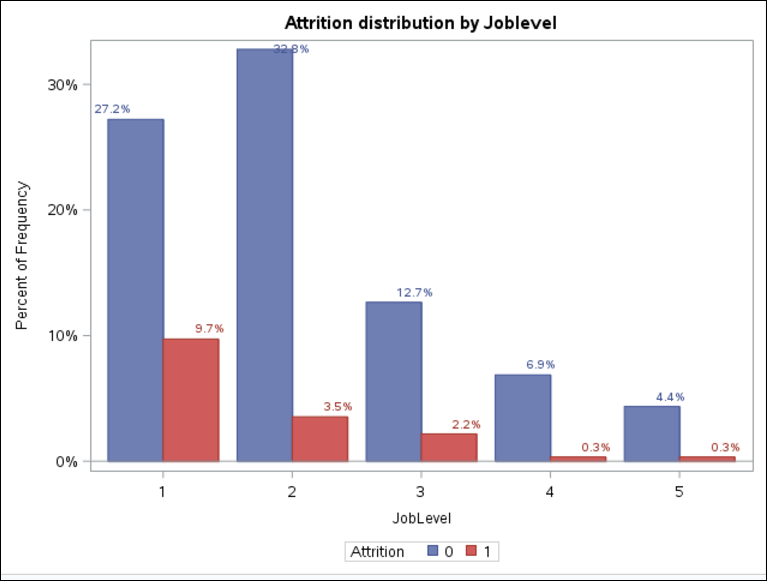 Attrition distribution by Joblevel
Percent of Frequency
30%
20%
10%
0%
27.2%
9.7%
32.8%
3.5%
12.7%
2.2%
6.9%
0.3%
4.4%
0.3%
1 2 3 4 5
JobLevel
Attrition 0 1